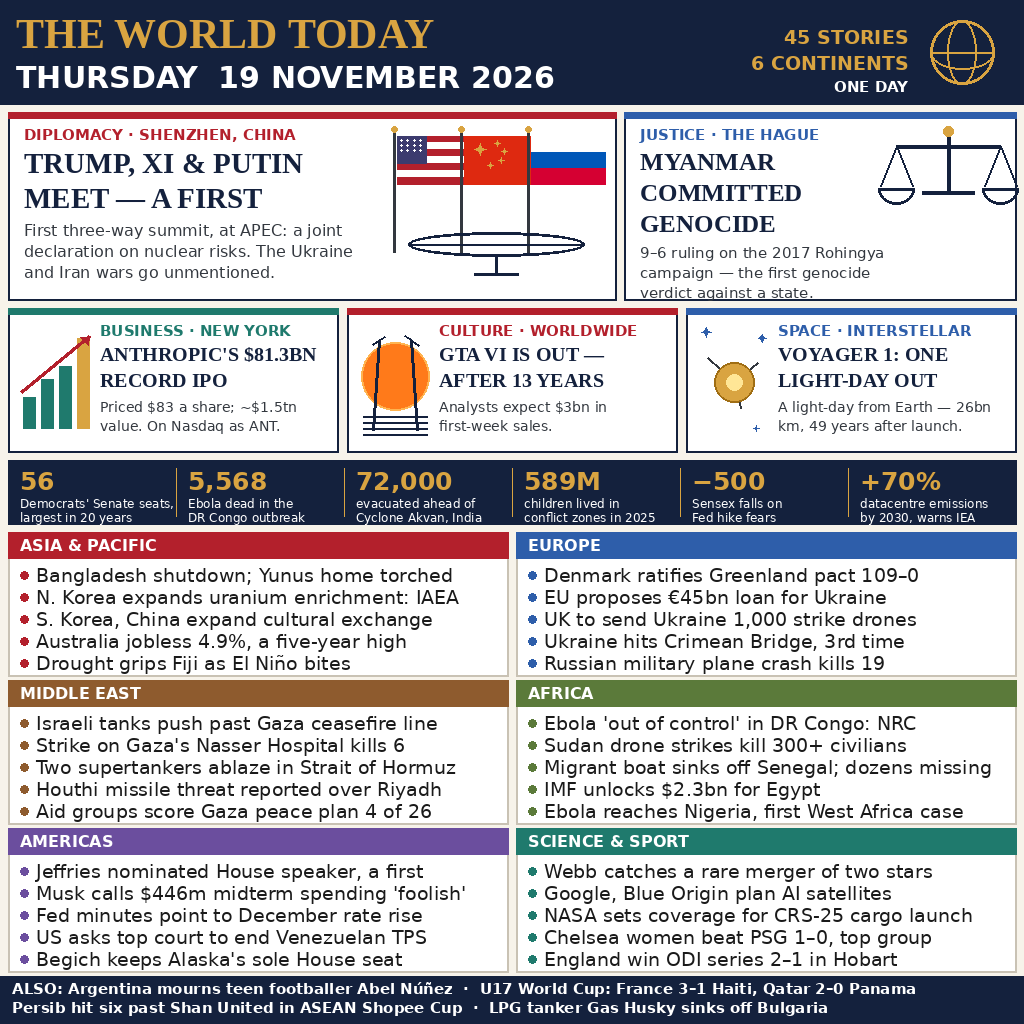 THE WORLD TODAY
THURSDAY 19 NOVEMBER 2026
45 STORIES
6 CONTINENTS
ONE DAY
DIPLOMACY · SHENZHEN, CHINA
TRUMP, XI & PUTIN
MEET — A FIRST
First three-way summit, at APEC: a joint
declaration on nuclear risks. The Ukraine
and Iran wars go unmentioned.
JUSTICE · THE HAGUE
MYANMAR
COMMITTED
GENOCIDE
9–6 ruling on the 2017 Rohingya
campaign — the first genocide
verdict against a state.
BUSINESS · NEW YORK
ANTHROPIC'S $81.3BN
RECORD IPO
Priced $83 a share; ~$1.5tn
value. On Nasdaq as ANT.
CULTURE · WORLDWIDE
GTA VI IS OUT —
AFTER 13 YEARS
Analysts expect $3bn in
first-week sales.
SPACE · INTERSTELLAR
VOYAGER 1: ONE
LIGHT-DAY OUT
A light-day from Earth — 26bn
km, 49 years after launch.
56
Democrats' Senate seats,
largest in 20 years
5,568
Ebola dead in the
DR Congo outbreak
72,000
evacuated ahead of
Cyclone Akvan, India
589M
children lived in
conflict zones in 2025
−500
Sensex falls on
Fed hike fears
+70%
datacentre emissions
by 2030, warns IEA
ASIA & PACIFIC
Bangladesh shutdown; Yunus home torched
N. Korea expands uranium enrichment: IAEA
S. Korea, China expand cultural exchange
Australia jobless 4.9%, a five-year high
Drought grips Fiji as El Niño bites
EUROPE
Denmark ratifies Greenland pact 109–0
EU proposes €45bn loan for Ukraine
UK to send Ukraine 1,000 strike drones
Ukraine hits Crimean Bridge, 3rd time
Russian military plane crash kills 19
MIDDLE EAST
Israeli tanks push past Gaza ceasefire line
Strike on Gaza's Nasser Hospital kills 6
Two supertankers ablaze in Strait of Hormuz
Houthi missile threat reported over Riyadh
Aid groups score Gaza peace plan 4 of 26
AFRICA
Ebola 'out of control' in DR Congo: NRC
Sudan drone strikes kill 300+ civilians
Migrant boat sinks off Senegal; dozens missing
IMF unlocks $2.3bn for Egypt
Ebola reaches Nigeria, first West Africa case
AMERICAS
Jeffries nominated House speaker, a first
Musk calls $446m midterm spending 'foolish'
Fed minutes point to December rate rise
US asks top court to end Venezuelan TPS
Begich keeps Alaska's sole House seat
SCIENCE & SPORT
Webb catches a rare merger of two stars
Google, Blue Origin plan AI satellites
NASA sets coverage for CRS-25 cargo launch
Chelsea women beat PSG 1–0, top group
England win ODI series 2–1 in Hobart
ALSO: Argentina mourns teen footballer Abel Núñez · U17 World Cup: France 3–1 Haiti, Qatar 2–0 Panama
Persib hit six past Shan United in ASEAN Shopee Cup · LPG tanker Gas Husky sinks off Bulgaria